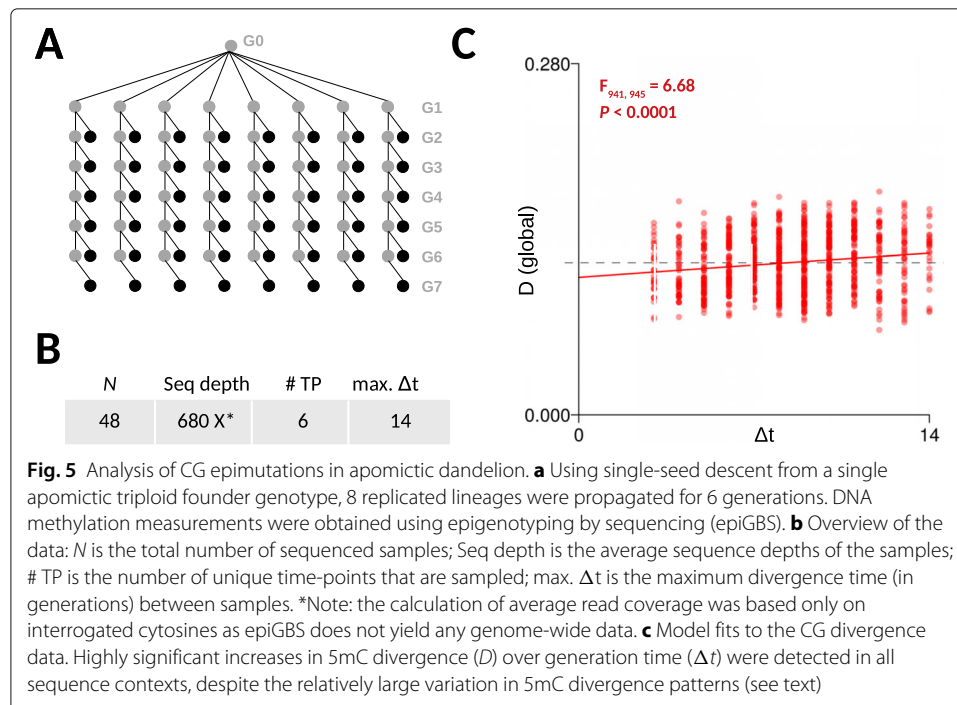 A
G0
G1
G2
G3
G4
G5
G6
G7
B
N Seq depth # TP max. Δt
48 680 X* 6 14
C
0.280
F941, 945 = 6.68
P < 0.0001
D (global)
0.000
0 Δt 14
Fig. 5 Analysis of CG epimutations in apomictic dandelion. a Using single-seed descent from a single
apomictic triploid founder genotype, 8 replicated lineages were propagated for 6 generations. DNA
methylation measurements were obtained using epigenotyping by sequencing (epiGBS). b Overview of the
data: N is the total number of sequenced samples; Seq depth is the average sequence depths of the samples;
# TP is the number of unique time-points that are sampled; max. Δt is the maximum divergence time (in
generations) between samples. *Note: the calculation of average read coverage was based only on
interrogated cytosines as epiGBS does not yield any genome-wide data. c Model fits to the CG divergence
data. Highly significant increases in 5mC divergence (D) over generation time (Δt) were detected in all
sequence contexts, despite the relatively large variation in 5mC divergence patterns (see text)